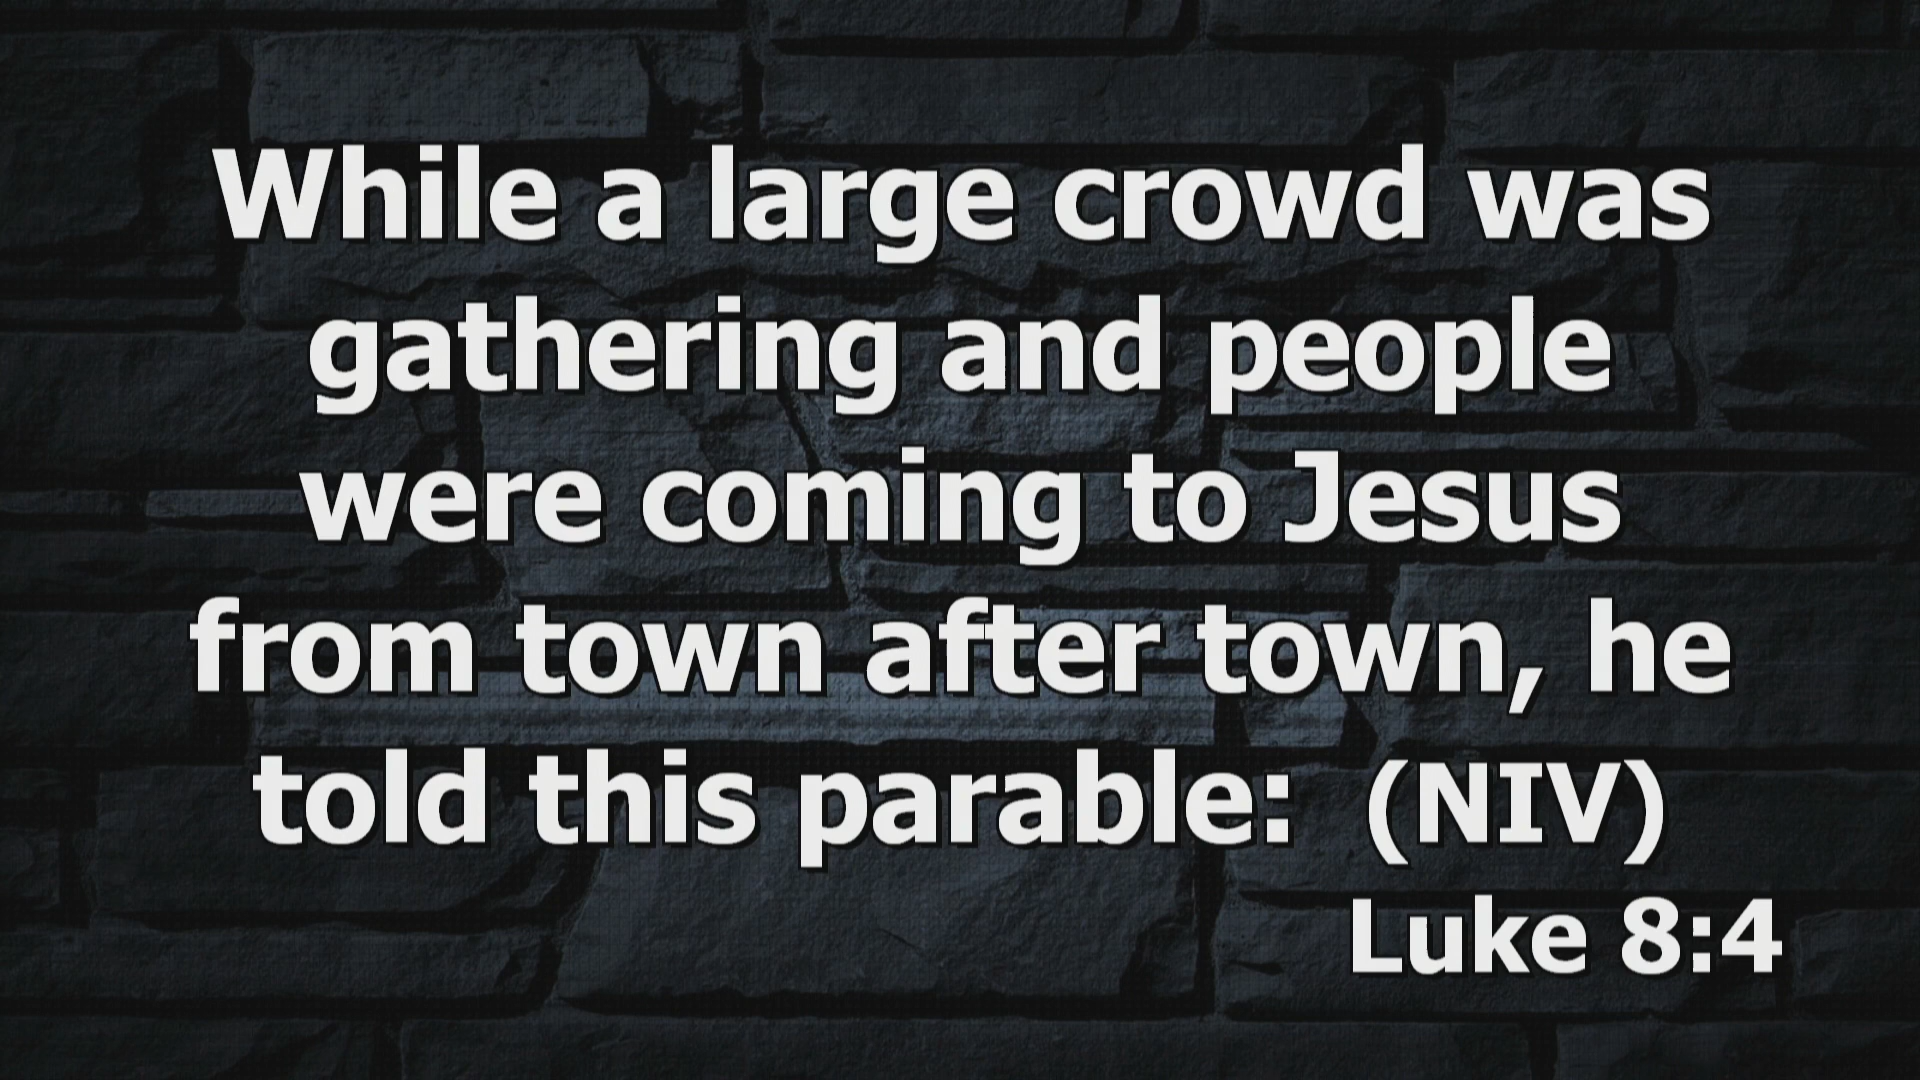 While a large crowd was
gathering and people
were coming to Jesus
from town after town, he
told this parable:  (NIV)
Luke 8:4